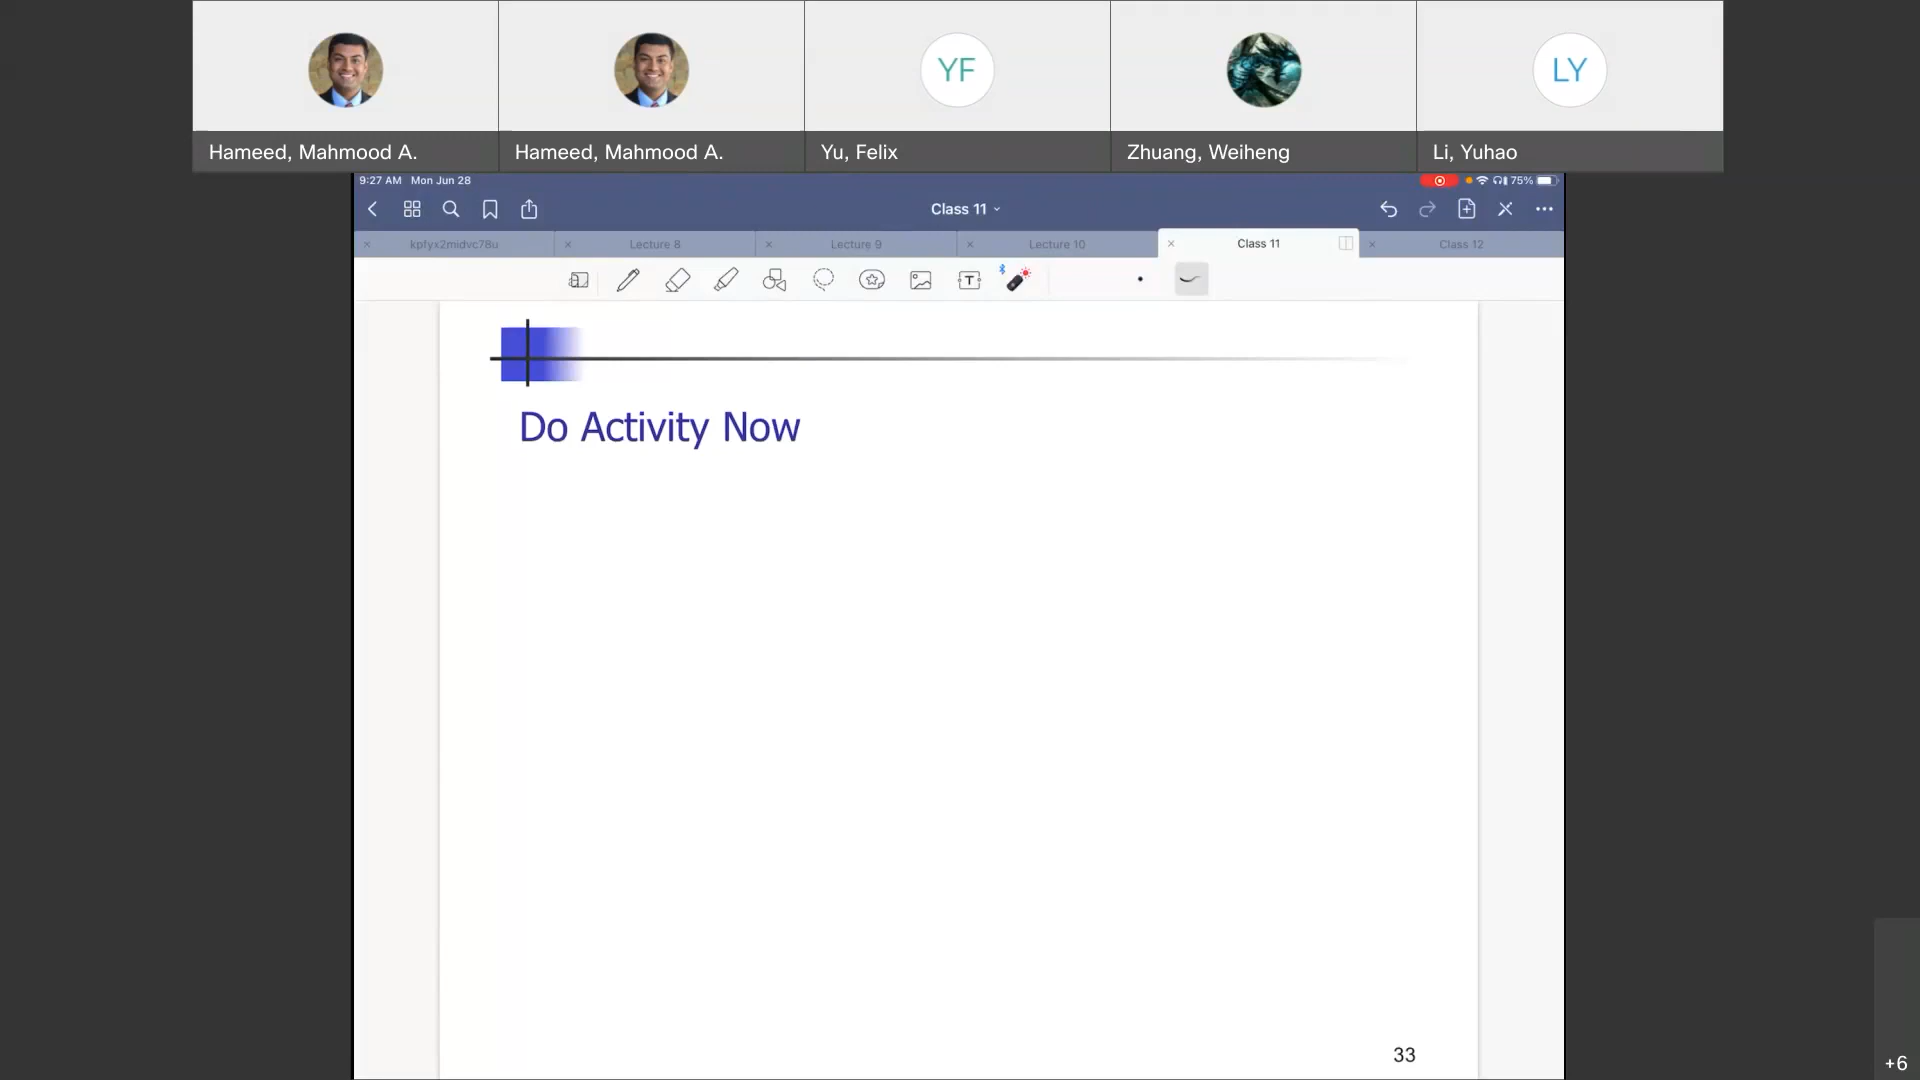 YF
LY
Hameed, Mahmood A.
Hameed, Mahmood A.
Yu, Felix
Zhuang, Weiheng
Li, Yuhao
9:27 AM Mon Jun 28
75%
Class 11
kpfyx2midvc78u
Lecture 8
Lecture 9
Lecture 10
Class 11
Class 12
Do Activity Now
33
+6